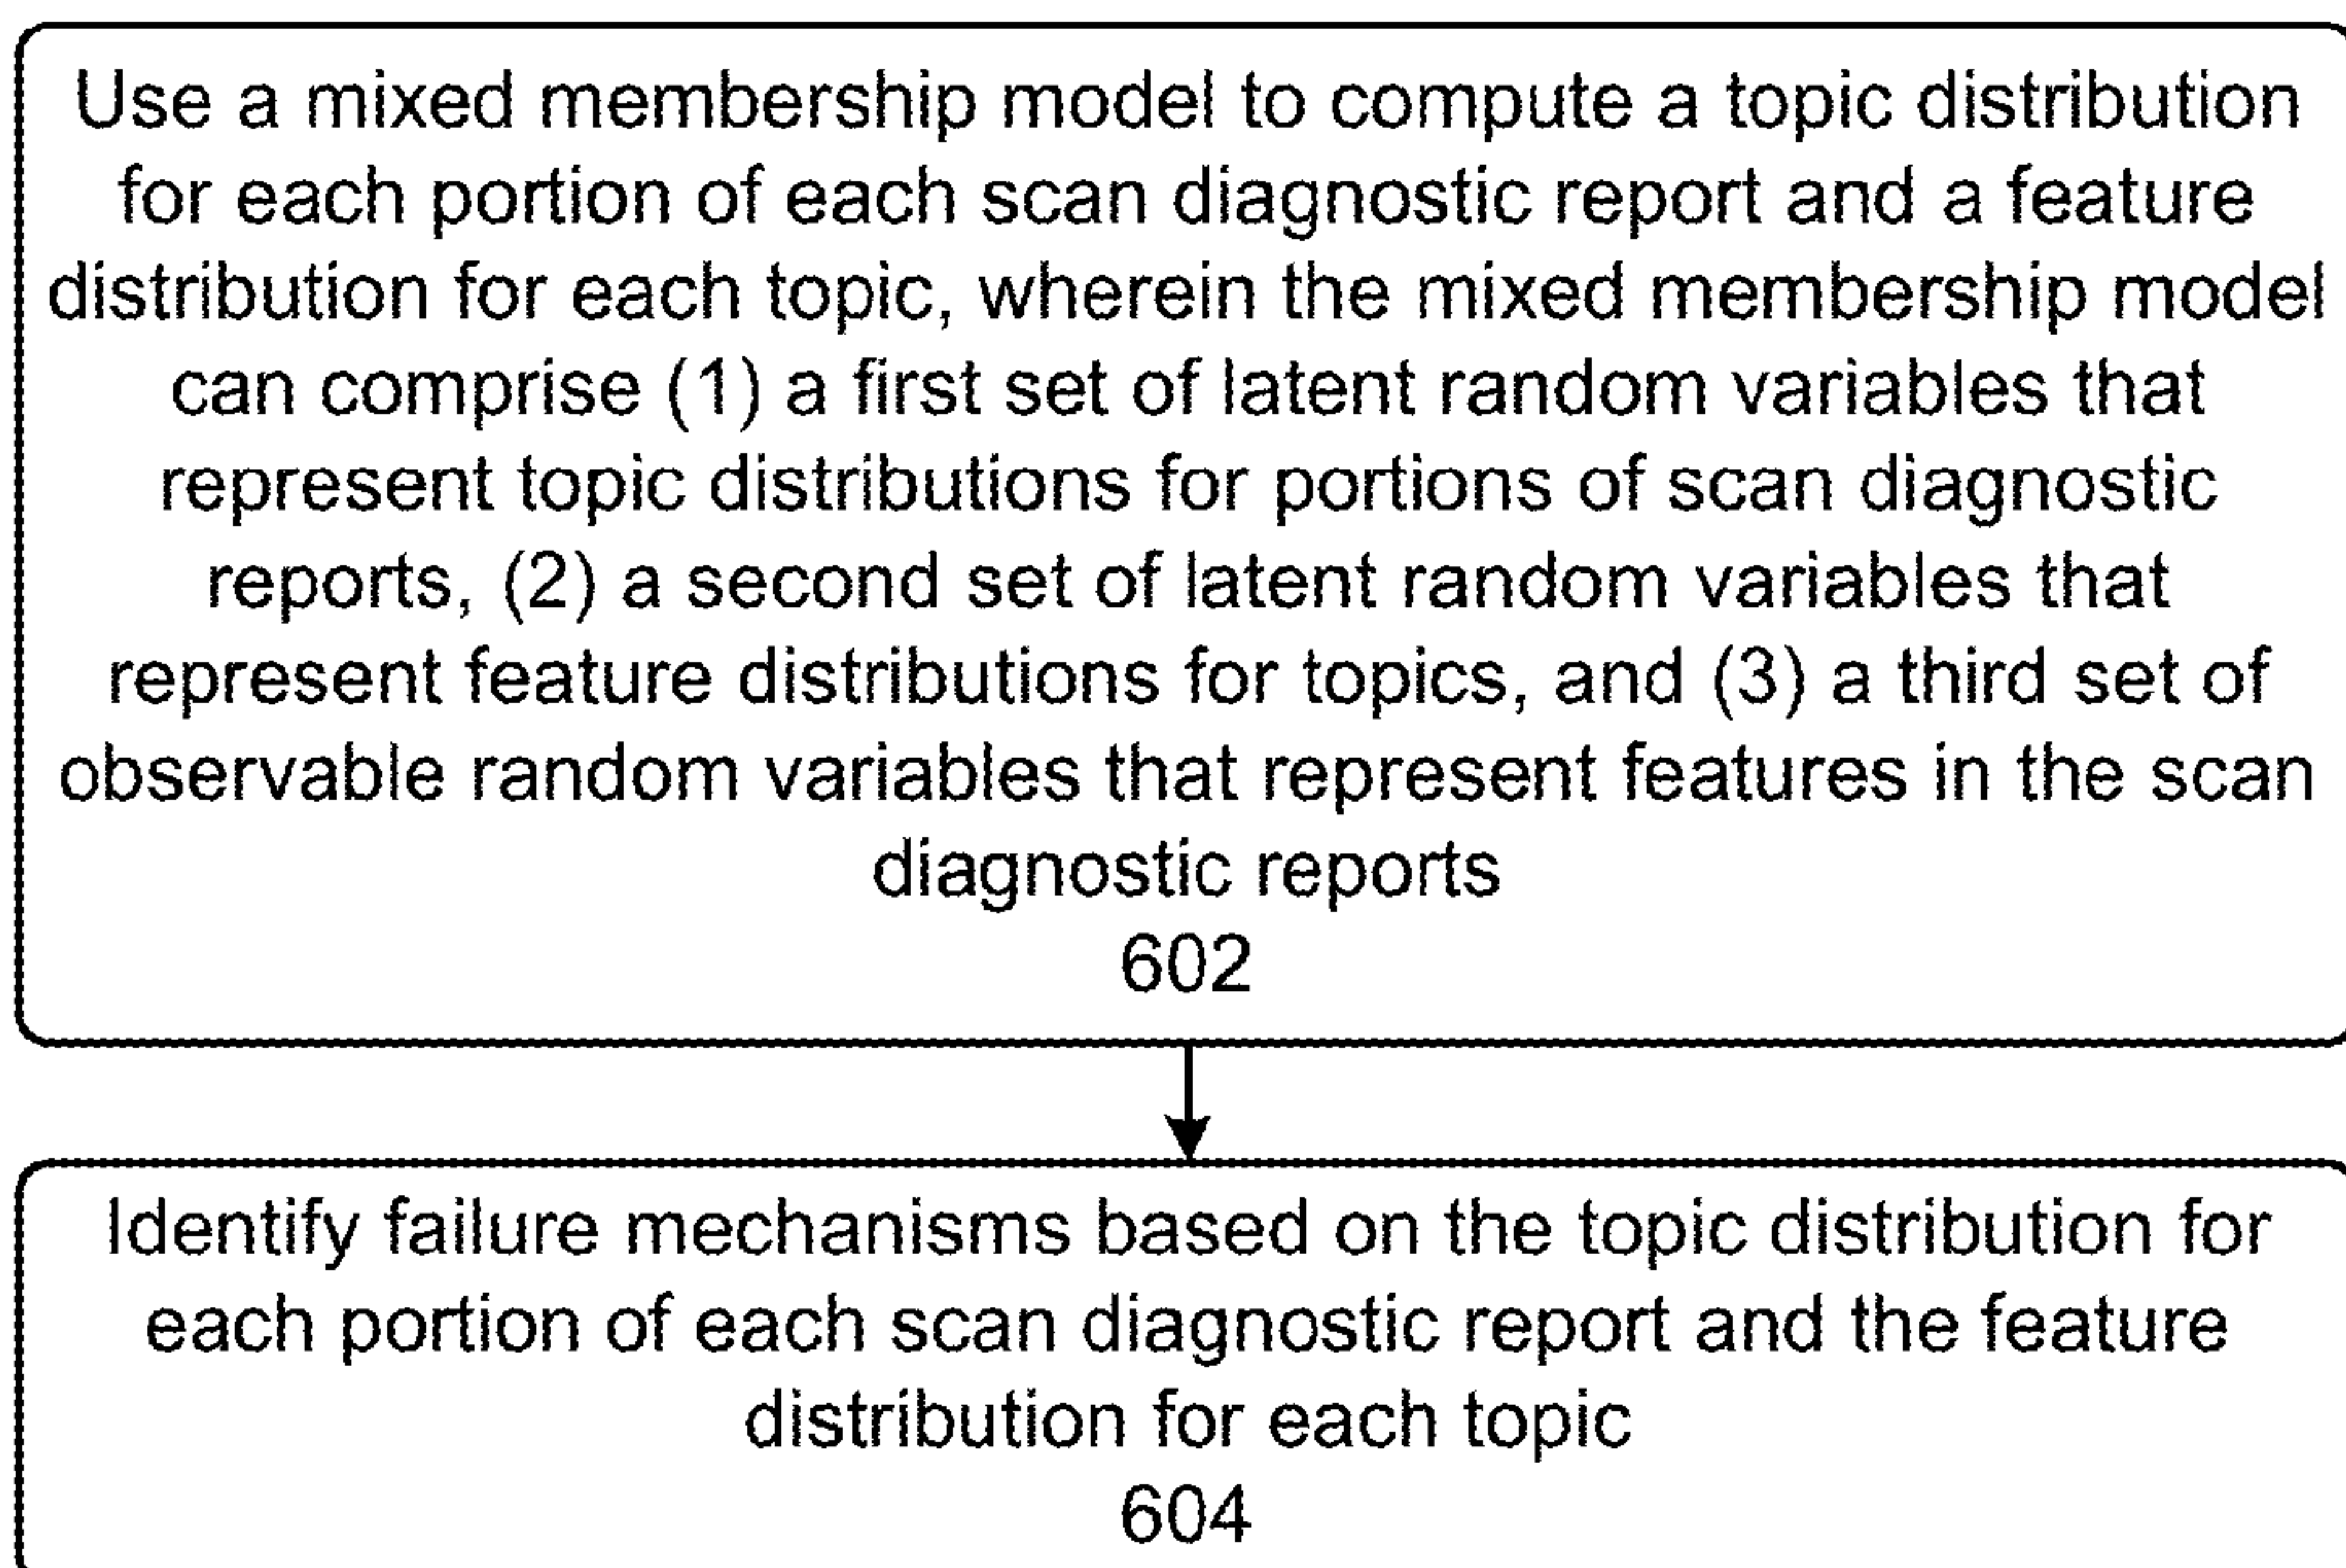 Use a mixed membership model to compute a topic distribution
for each portion of each scan diagnostic report and a feature
distribution for each topic, wherein the mixed membership model
can comprise (1) a first set of latent random variables that
represent topic distributions for portions of scan diagnostic
reports, (2) a second set of latent random variables that
represent feature distributions for topics, and (3) a third set of
observable random variables that represent features in the scan
diagnostic reports
602
Identify failure mechanisms based on the topic distribution for
each portion of each scan diagnostic report and the feature
distribution for each topic
604